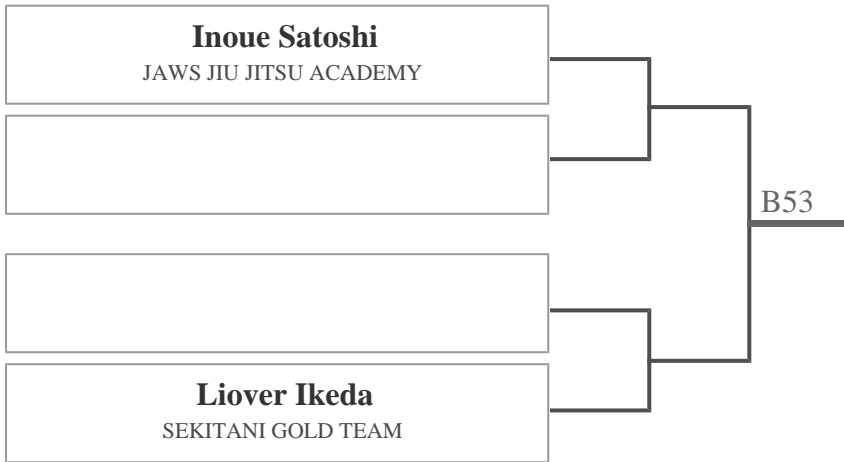 Inoue Satoshi
JAWS JIU JITSU ACADEMY
B53
Liover Ikeda
SEKITANI GOLD TEAM